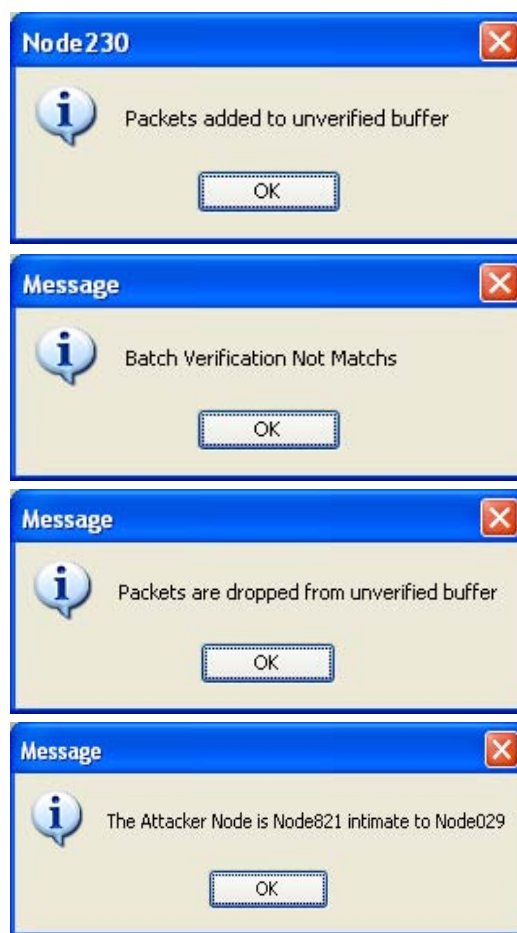 Node230
Packets added to unverified buffer
OK
Message
Batch Verification Not Matchs
OK
Message
Packets are dropped from unverified buffer
OK
Message
The Attacker Node is Node821 intimate to Node029
OK